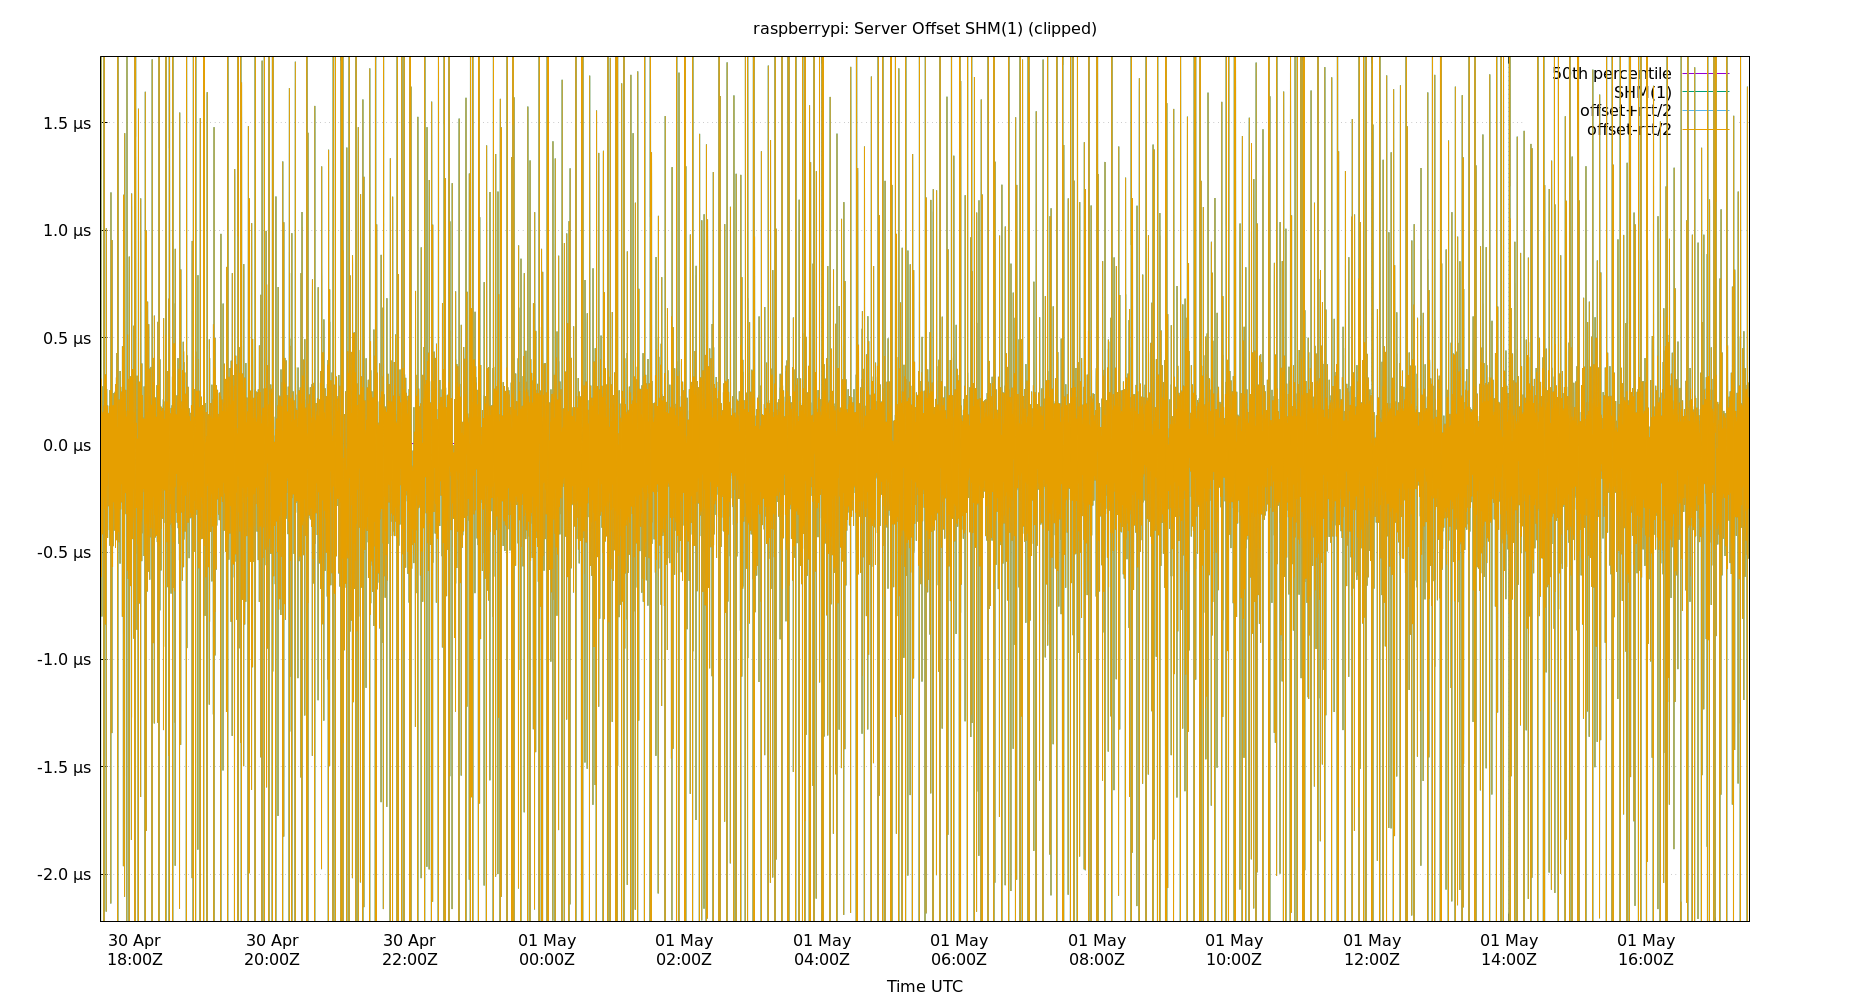 raspberrypi: Server Offset SHM(1) (clipped)
50th percentile
SHM(1)
offset+rtt/2
offset-rtt/2
1.5 µs
1.0 µs
0.5 µs
0.0 µs
-0.5 µs
-1.0 µs
-1.5 µs
-2.0 µs
30 Apr 30 Apr 30 Apr 01 May 01 May 01 May 01 May 01 May 01 May 01 May 01 May 01 May
18:00Z 20:00Z 22:00Z 00:00Z 02:00Z 04:00Z 06:00Z 08:00Z 10:00Z 12:00Z 14:00Z 16:00Z
Time UTC